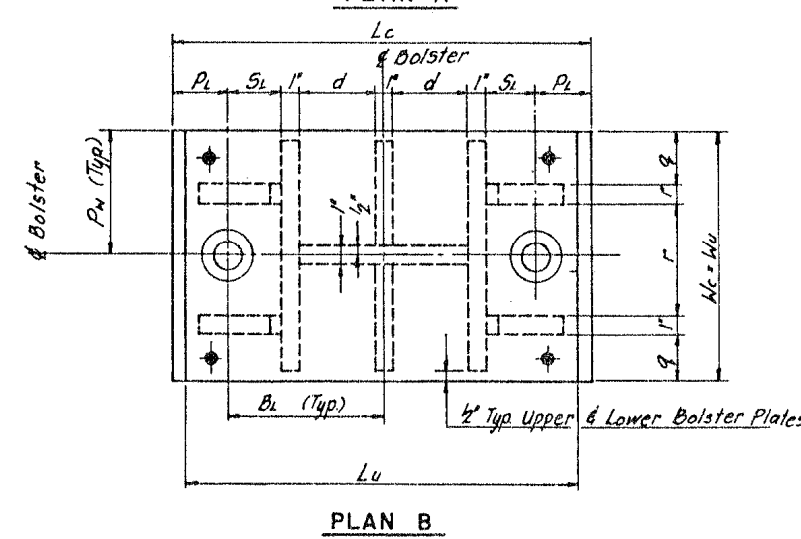 Lc
℄ Bolster
PL SL 1" d 1" d 1" SL PL
℄ Bolster
PW (Typ.)
1"
½"
q
1"
r
1"
q
Wc = Wu
BL (Typ.)
½" Typ. Upper & Lower Bolster Plates
Lu
PLAN B